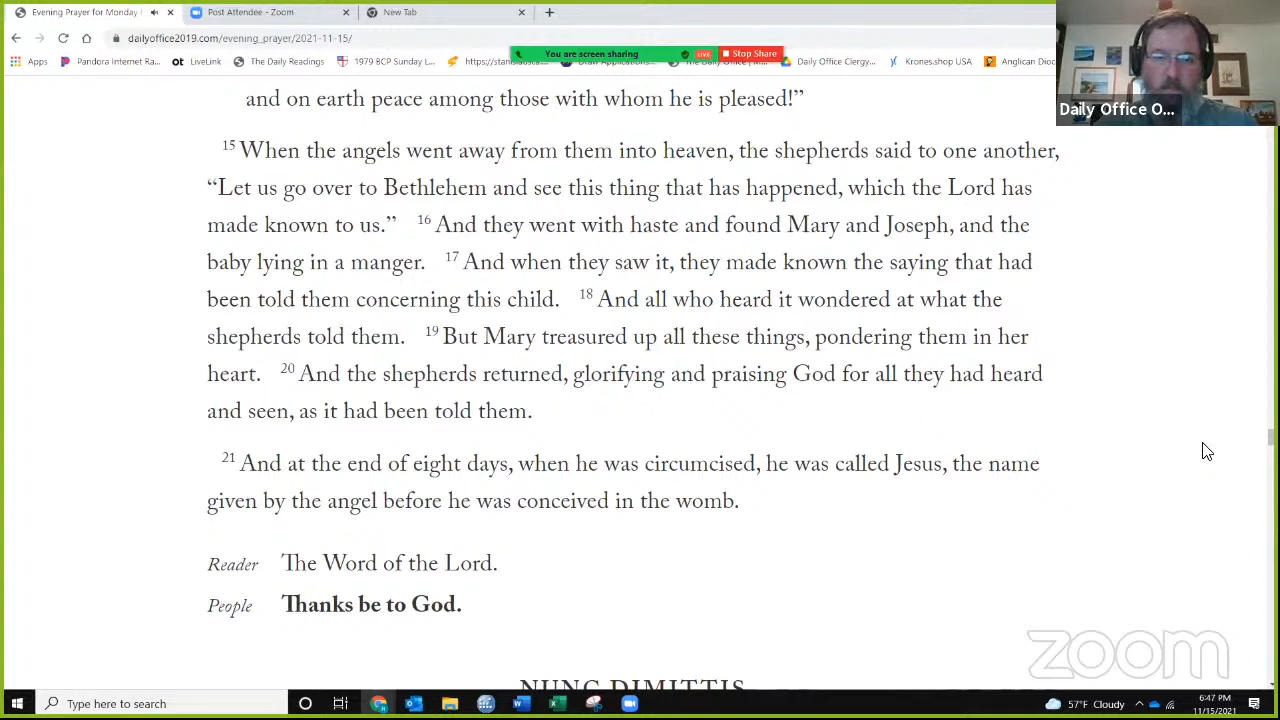 Evening Prayer for Monday
Post Attendee - Zoom
New Tab
dailyoffice2019.com/evening_prayer/2021-11-15/
You are screen sharing
LIVE
Stop Share
Apps
Pandora Internet Ra...
LiveLink
The Daily Readings
1979 BCP Sunday L...
Daily Office Clergy...
Krones.shop USA
Anglican Dioc
Daily Office O...
and on earth peace among those with whom he is pleased!”
15 When the angels went away from them into heaven, the shepherds said to one another,
“Let us go over to Bethlehem and see this thing that has happened, which the Lord has
made known to us.” 16 And they went with haste and found Mary and Joseph, and the
baby lying in a manger. 17 And when they saw it, they made known the saying that had
been told them concerning this child. 18 And all who heard it wondered at what the
shepherds told them. 19 But Mary treasured up all these things, pondering them in her
heart. 20 And the shepherds returned, glorifying and praising God for all they had heard
and seen, as it had been told them.
21 And at the end of eight days, when he was circumcised, he was called Jesus, the name
given by the angel before he was conceived in the womb.
Reader The Word of the Lord.
People Thanks be to God.
zoom
NUNC DIMITTIS
Type here to search
57°F Cloudy
6:47 PM
11/15/2021